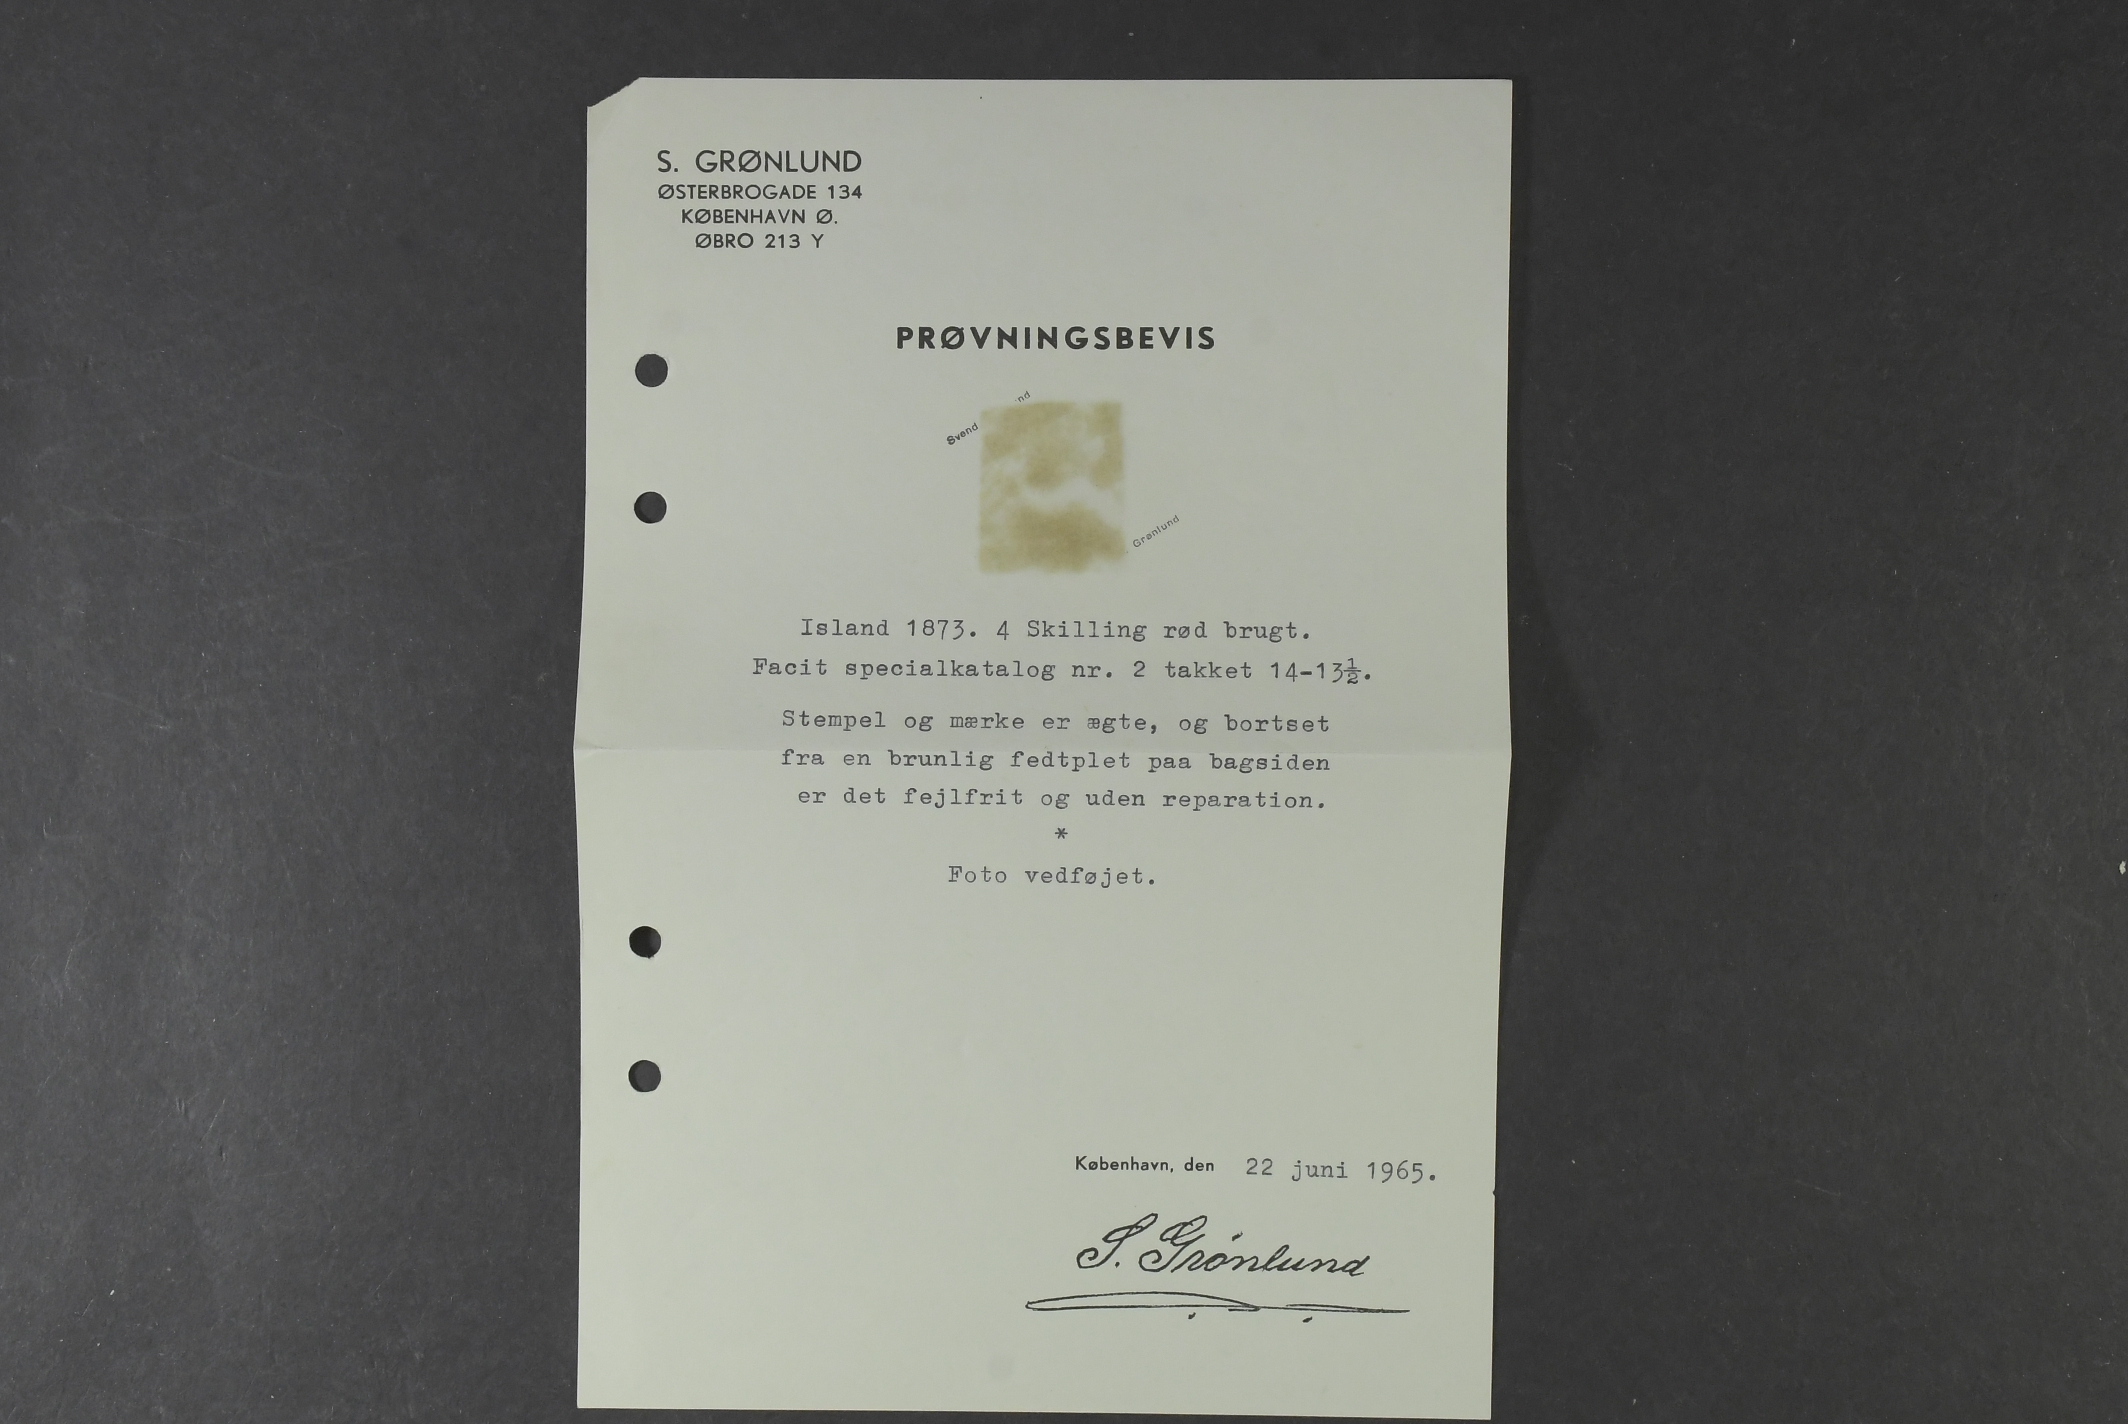 S. GRØNLUND
ØSTERBROGADE 134
KØBENHAVN Ø.
ØBRO 213 Y
PRØVNINGSBEVIS
nd
Svend
Grønlund
Island 1873. 4 Skilling rød brugt.
Facit specialkatalog nr. 2 takket 14-13½.
Stempel og mærke er ægte, og bortset
fra en brunlig fedtplet paa bagsiden
er det fejlfrit og uden reparation.
*
Foto vedføjet.
København, den 22 juni 1965.
S. Grönlund